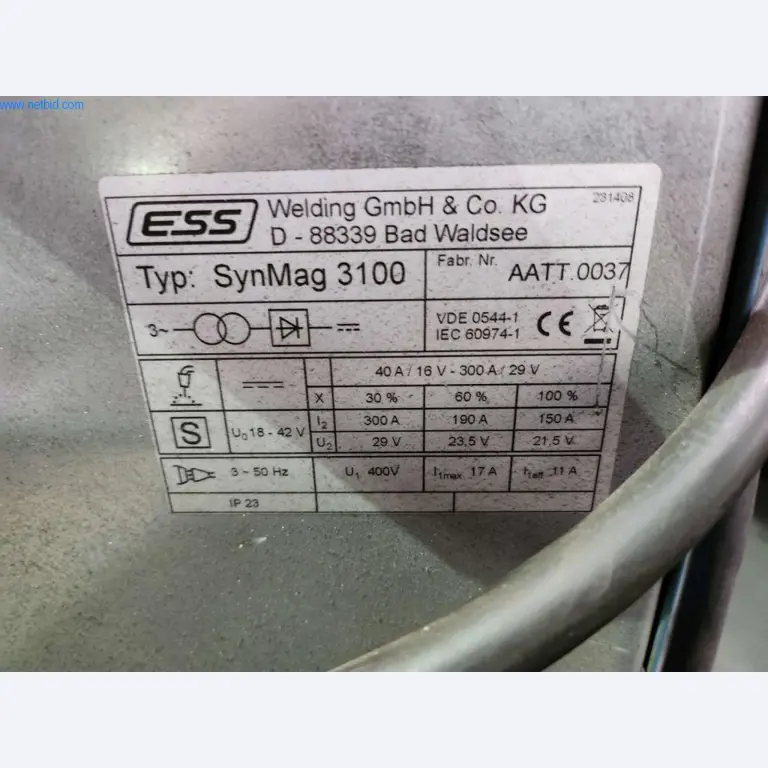 www.netbid.com
ESS Welding GmbH & Co. KG 231408
D - 88339 Bad Waldsee
Typ: SynMag 3100 Fabr. Nr. AATT.0037
3~ VDE 0544-1
IEC 60974-1 CE
40 A / 16 V - 300 A / 29 V
X 30 % 60 % 100 %
S U₀ 18 - 42 V I₂ 300 A 190 A 150 A
U₂ 29 V 23,5 V 21,5 V
3 ~ 50 Hz U₁ 400V I₁max 17 A I₁eff 11 A
IP 23